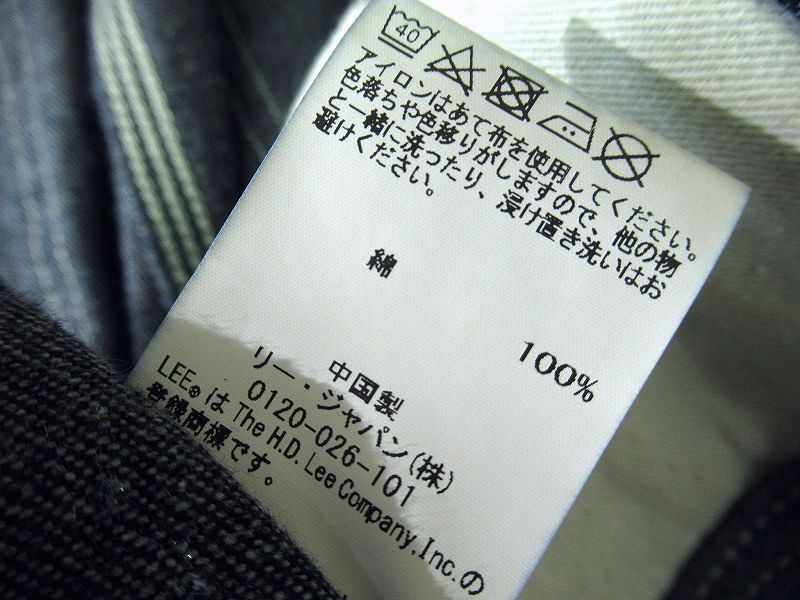 40
アイロンはあて布を使用してください。
色落ちや色移りがしますので、他の物
と一緒に洗ったり、浸け置き洗いはお
避けください。
綿 100%
中国製
リー・ジャパン(株)
0120-026-101
LEE®は The H.D. Lee Company, Inc.の
登録商標です。